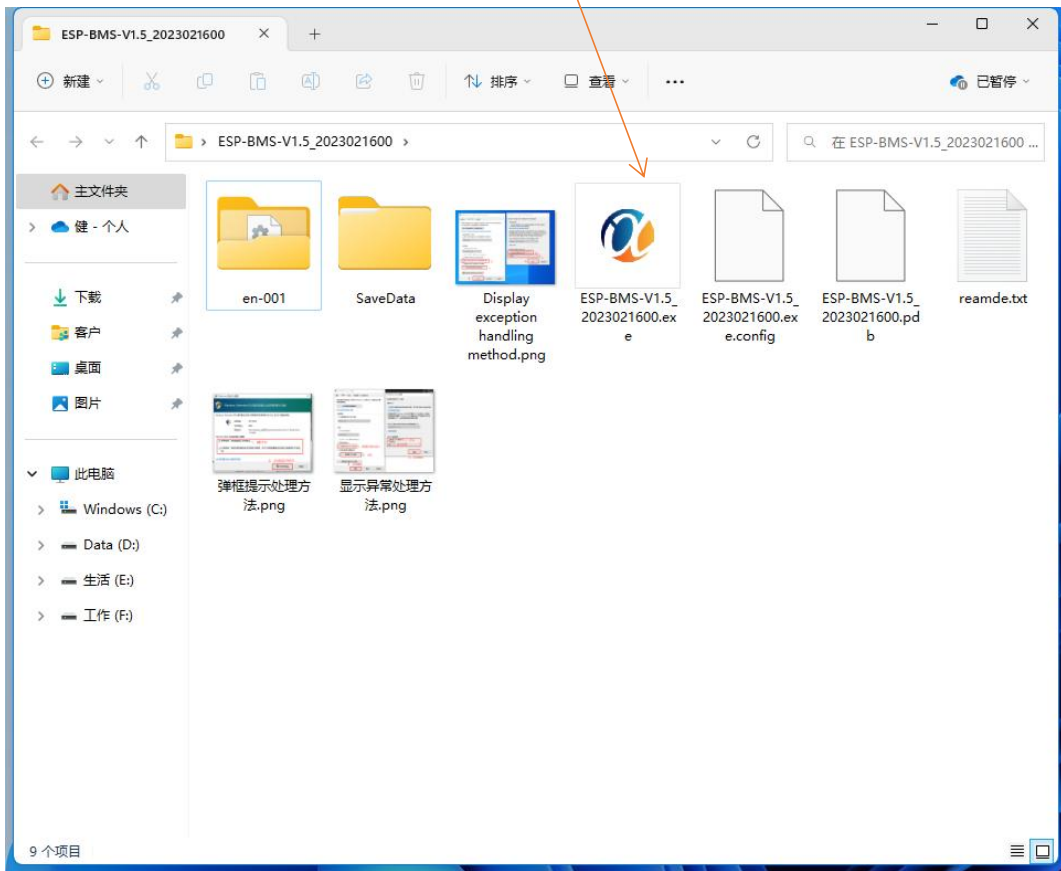 ESP-BMS-V1.5_2023021600
新建
排序
查看
已暂停
ESP-BMS-V1.5_2023021600
在 ESP-BMS-V1.5_2023021600 ...
主文件夹
健 - 个人
下载
客户
桌面
图片
此电脑
Windows (C:)
Data (D:)
生活 (E:)
工作 (F:)
en-001
SaveData
Display
exception
handling
method.png
ESP-BMS-V1.5_
2023021600.ex
e
ESP-BMS-V1.5_
2023021600.ex
e.config
ESP-BMS-V1.5_
2023021600.pd
b
reamde.txt
弹框提示处理方
法.png
显示异常处理方
法.png
9 个项目